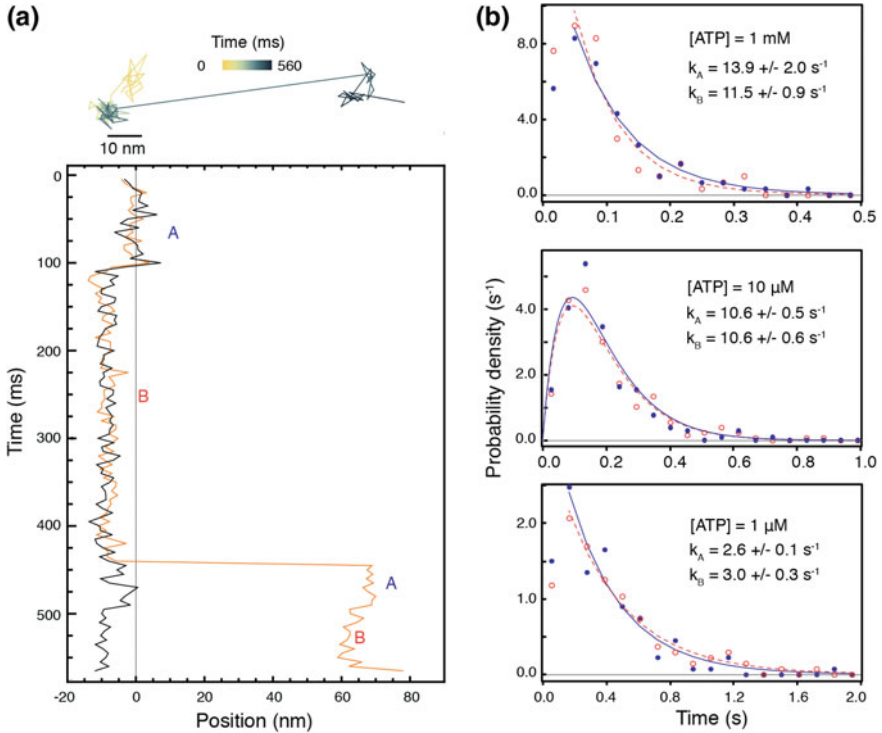 (a)
Time (ms)
0 560
10 nm
0
100
200
300
400
500
Time (ms)
A
B
A
B
-20 0 20 40 60 80
Position (nm)
(b)
Probability density (s⁻¹)
[ATP] = 1 mM
k_A = 13.9 +/- 2.0 s⁻¹
k_B = 11.5 +/- 0.9 s⁻¹
8.0
4.0
0.0
0.0 0.1 0.2 0.3 0.4 0.5
[ATP] = 10 μM
k_A = 10.6 +/- 0.5 s⁻¹
k_B = 10.6 +/- 0.6 s⁻¹
4.0
2.0
0.0
0.0 0.2 0.4 0.6 0.8 1.0
[ATP] = 1 μM
k_A = 2.6 +/- 0.1 s⁻¹
k_B = 3.0 +/- 0.3 s⁻¹
2.0
1.0
0.0
0.0 0.4 0.8 1.2 1.6 2.0
Time (s)